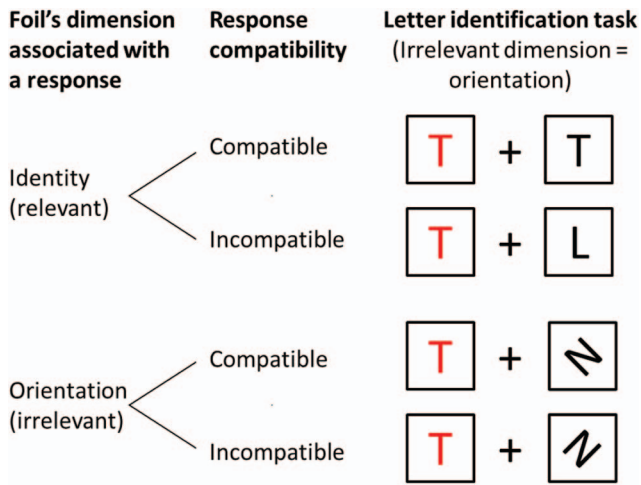 Foil's dimension associated with a response
Response compatibility
Letter identification task
(Irrelevant dimension = orientation)
Identity (relevant)
Compatible
T + T
Incompatible
T + L
Orientation (irrelevant)
Compatible
T + N
Incompatible
T + N